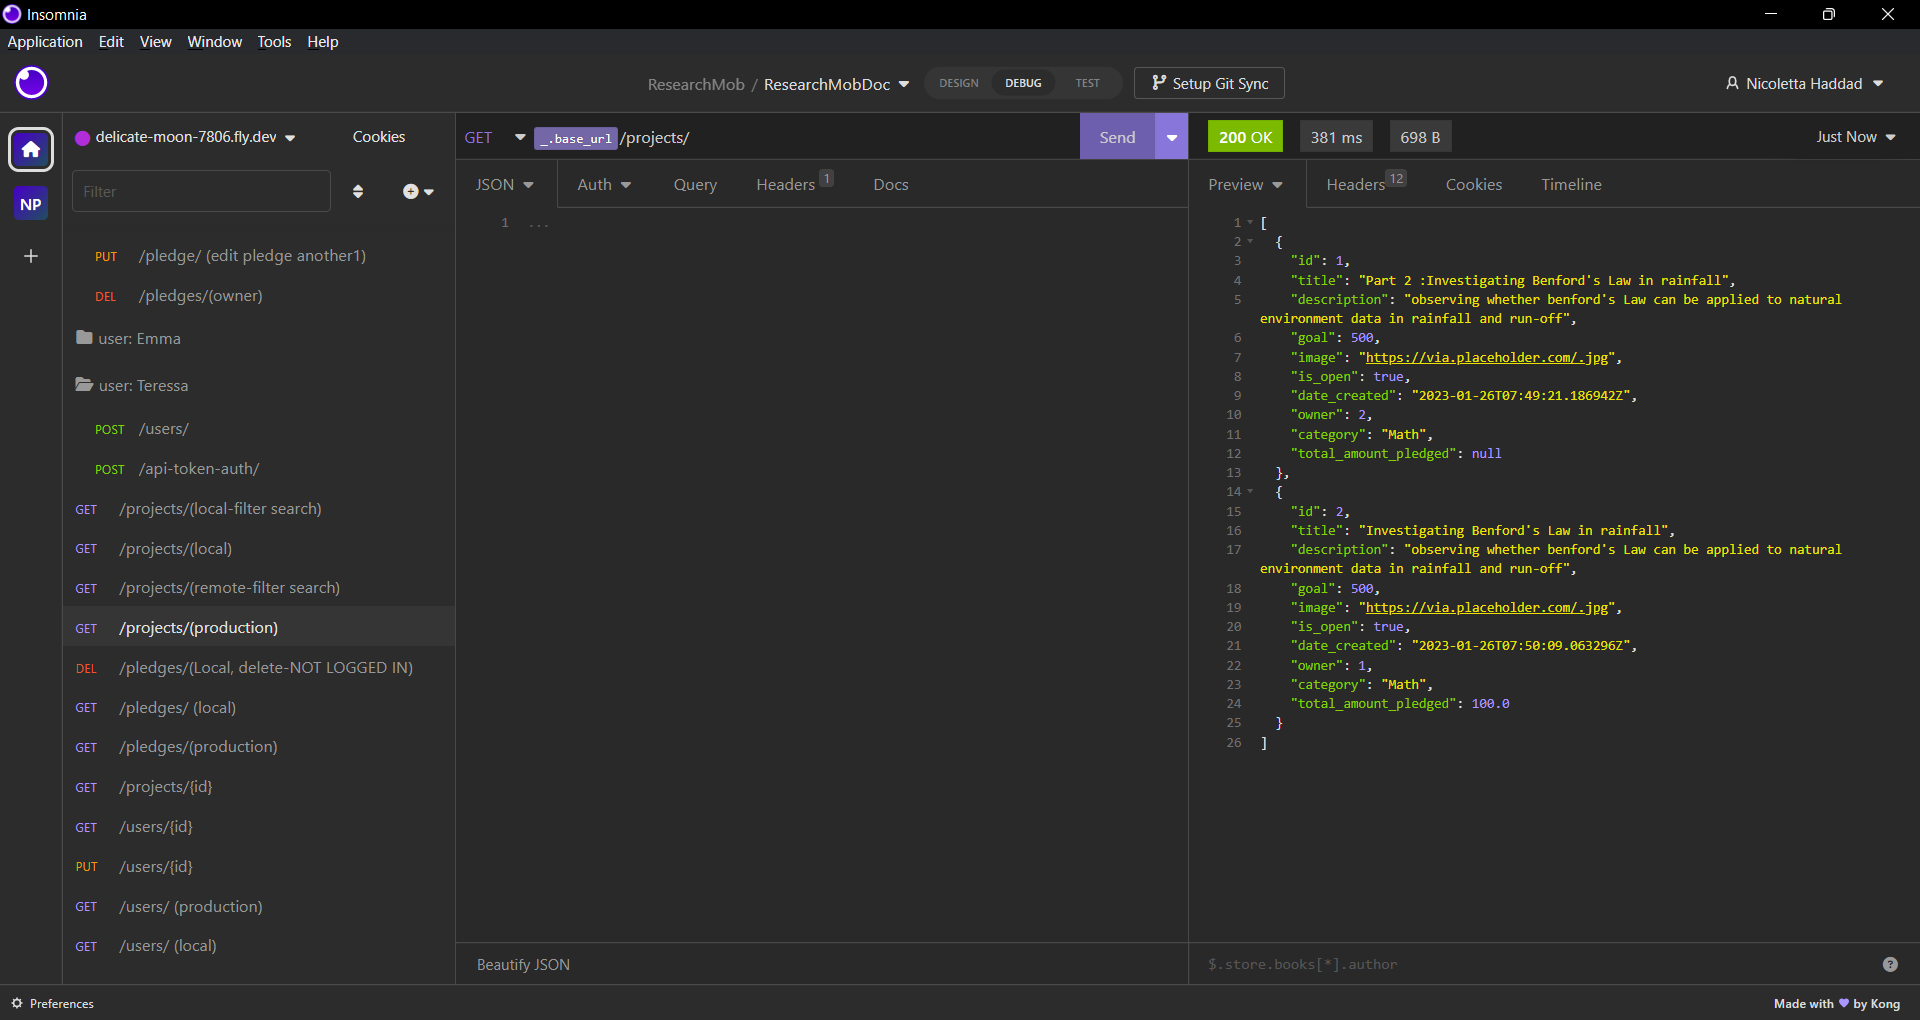 Insomnia
Application Edit View Window Tools Help
ResearchMob / ResearchMobDoc DESIGN DEBUG TEST Setup Git Sync Nicoletta Haddad
delicate-moon-7806.fly.dev Cookies
Filter
NP
PUT /pledge/ (edit pledge another1)
DEL /pledges/(owner)
user: Emma
user: Teressa
POST /users/
POST /api-token-auth/
GET /projects/(local-filter search)
GET /projects/(local)
GET /projects/(remote-filter search)
GET /projects/(production)
DEL /pledges/(Local, delete-NOT LOGGED IN)
GET /pledges/ (local)
GET /pledges/(production)
GET /projects/{id}
GET /users/{id}
PUT /users/{id}
GET /users/ (production)
GET /users/ (local)
GET _.base_url /projects/ Send
JSON Auth Query Headers 1 Docs
1 ...
Beautify JSON
200 OK 381 ms 698 B Just Now
Preview Headers 12 Cookies Timeline
1 [
2 {
3 "id": 1,
4 "title": "Part 2 :Investigating Benford's Law in rainfall",
5 "description": "observing whether benford's Law can be applied to natural
environment data in rainfall and run-off",
6 "goal": 500,
7 "image": "https://via.placeholder.com/.jpg",
8 "is_open": true,
9 "date_created": "2023-01-26T07:49:21.186942Z",
10 "owner": 2,
11 "category": "Math",
12 "total_amount_pledged": null
13 },
14 {
15 "id": 2,
16 "title": "Investigating Benford's Law in rainfall",
17 "description": "observing whether benford's Law can be applied to natural
environment data in rainfall and run-off",
18 "goal": 500,
19 "image": "https://via.placeholder.com/.jpg",
20 "is_open": true,
21 "date_created": "2023-01-26T07:50:09.063296Z",
22 "owner": 1,
23 "category": "Math",
24 "total_amount_pledged": 100.0
25 }
26 ]
$.store.books[*].author ?
Preferences
Made with 💜 by Kong